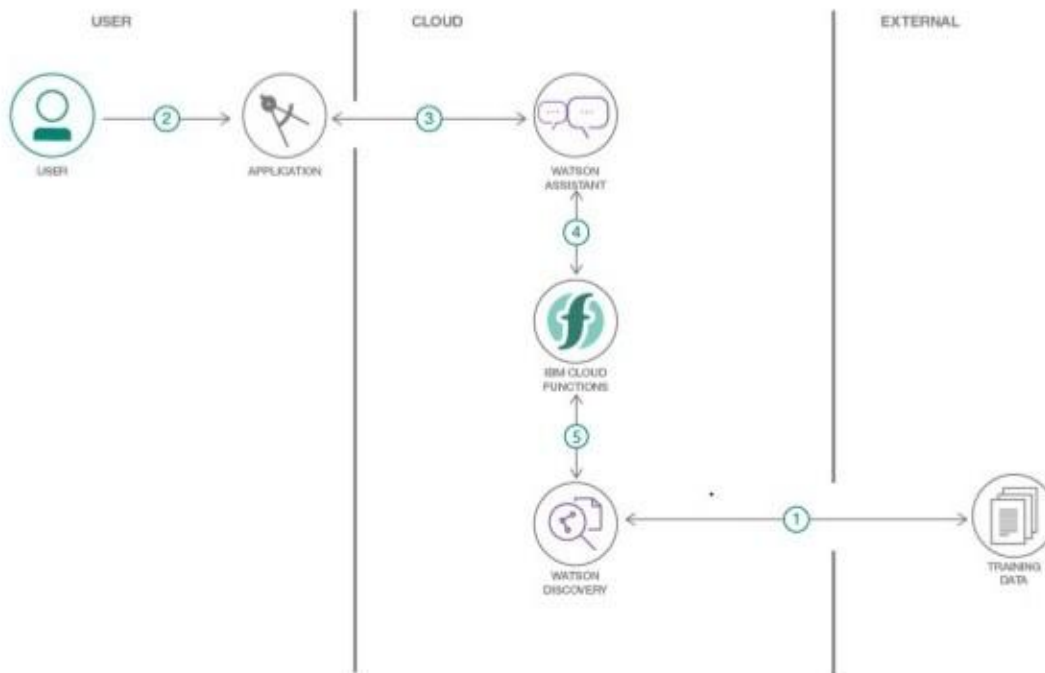 USER
CLOUD
EXTERNAL
2
3
USER
APPLICATION
WATSON
ASSISTANT
4
IBM CLOUD
FUNCTIONS
5
1
WATSON
DISCOVERY
TRAINING
DATA